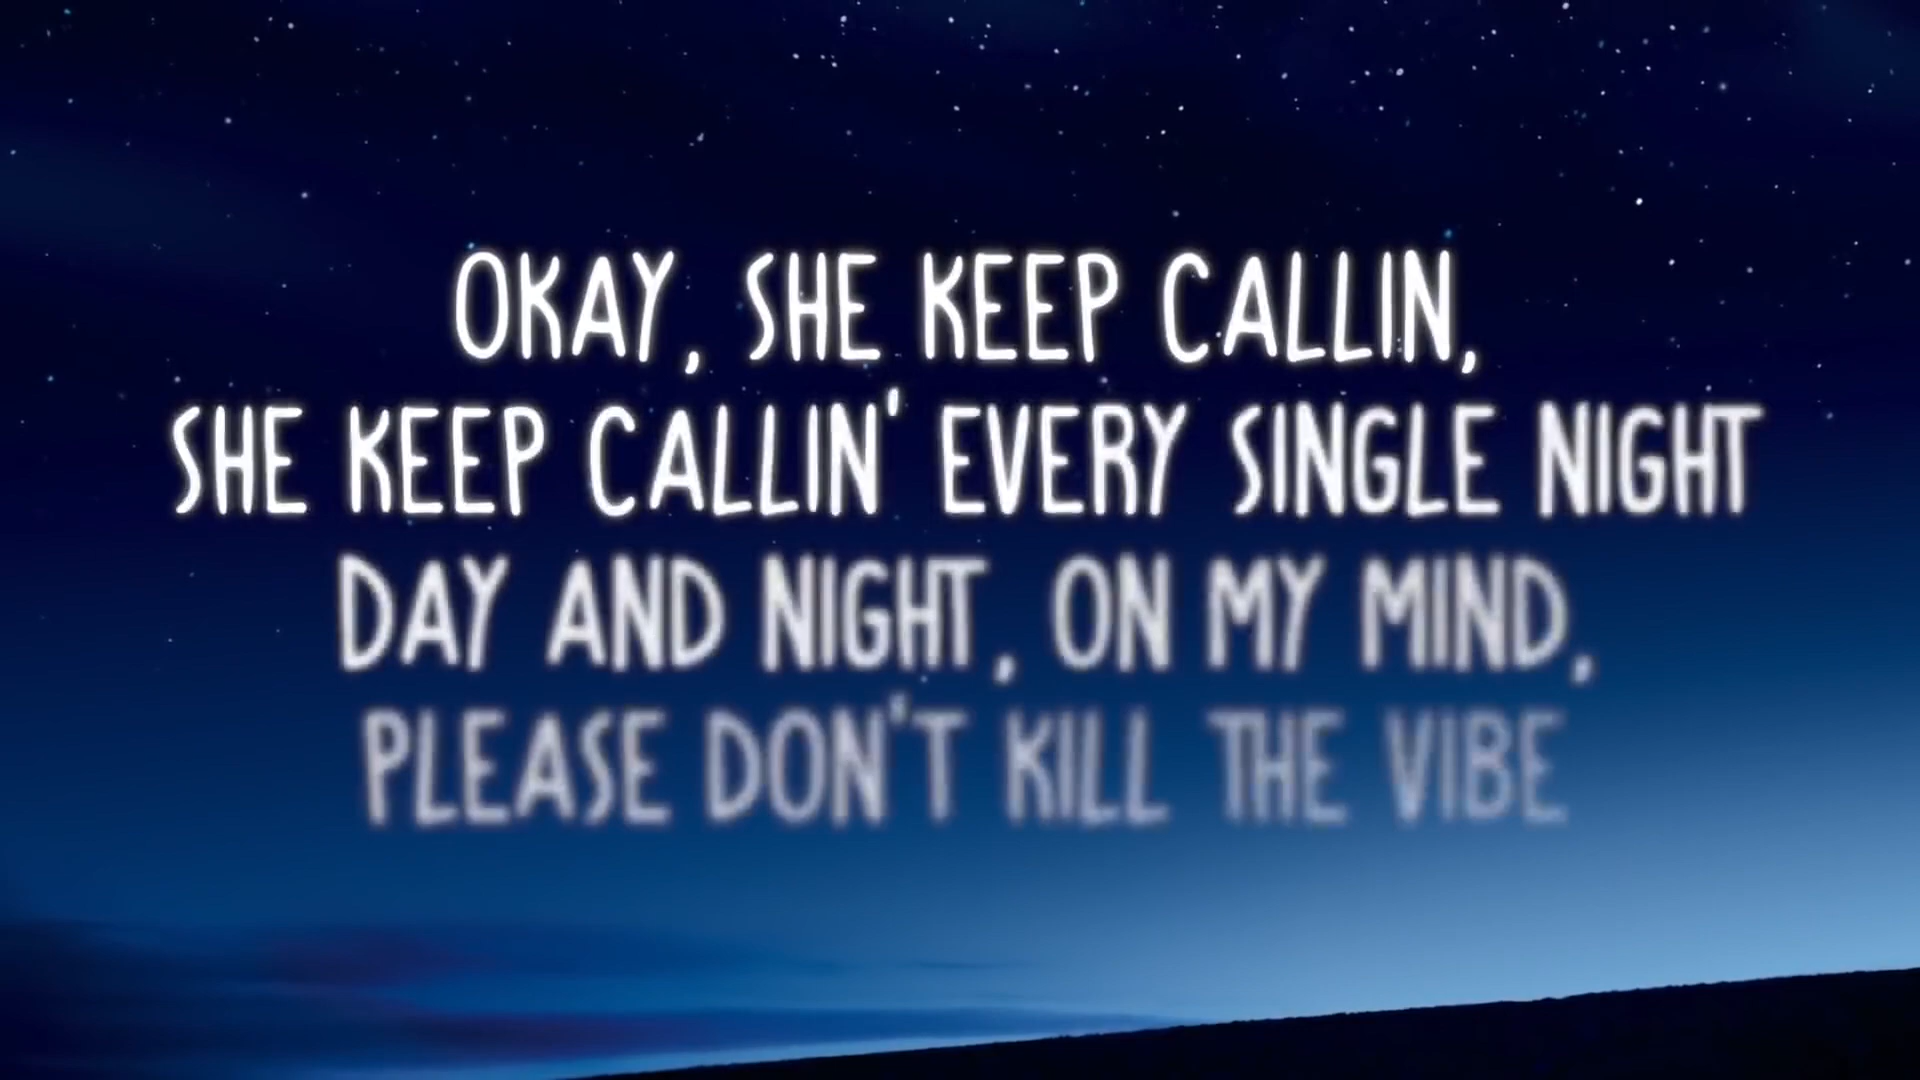 OKAY, SHE KEEP CALLIN,
SHE KEEP CALLIN' EVERY SINGLE NIGHT
DAY AND NIGHT, ON MY MIND,
PLEASE DON'T KILL THE VIBE